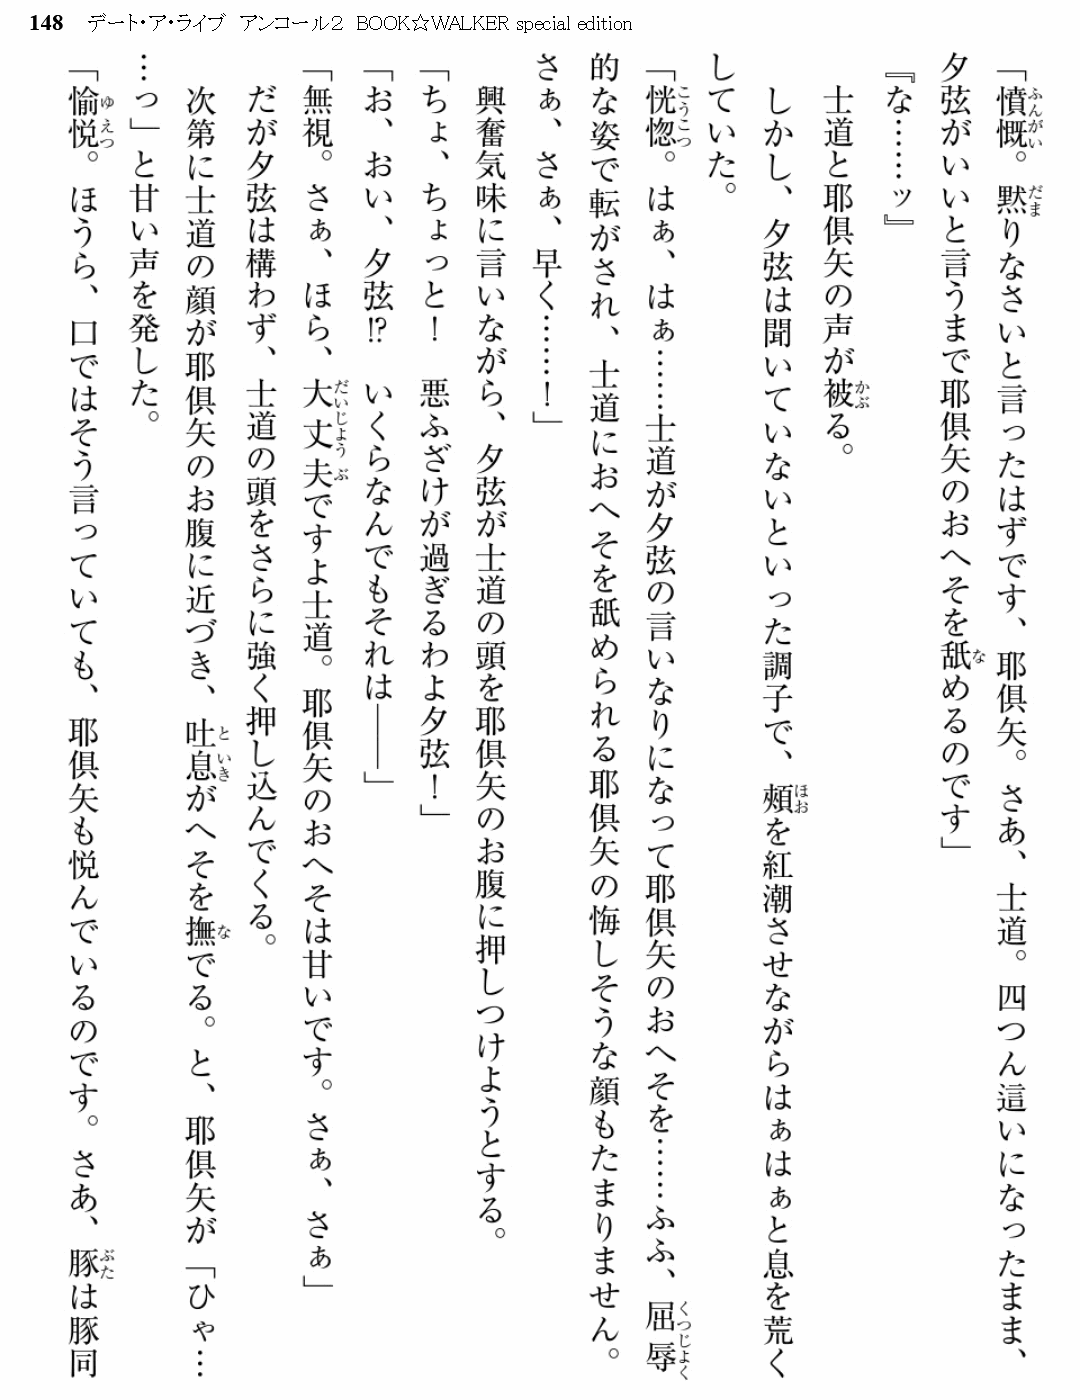 148 デート・ア・ライブ アンコール2 BOOK☆WALKER special edition
「憤慨。黙りなさいと言ったはずです、耶倶矢。さあ、士道。四つん這いになったまま、
夕弦がいいと言うまで耶倶矢のおへそを舐めるのです」
『な……ッ』
士道と耶倶矢の声が被る。
しかし、夕弦は聞いていないといった調子で、頰を紅潮させながらはぁはぁと息を荒く
していた。
「恍惚。はぁ、はぁ……士道が夕弦の言いなりになって耶倶矢のおへそを……ふふ、屈辱
的な姿で転がされ、士道におへそを舐められる耶倶矢の悔しそうな顔もたまりません。
さぁ、さぁ、早く……！」
興奮気味に言いながら、夕弦が士道の頭を耶倶矢のお腹に押しつけようとする。
「ちょ、ちょっと！　悪ふざけが過ぎるわよ夕弦！」
「お、おい、夕弦!?　いくらなんでもそれは――」
「無視。さぁ、ほら、大丈夫ですよ士道。耶倶矢のおへそは甘いです。さぁ、さぁ」
だが夕弦は構わず、士道の頭をさらに強く押し込んでくる。
次第に士道の顔が耶倶矢のお腹に近づき、吐息がへそを撫でる。と、耶倶矢が「ひゃ…
…っ」と甘い声を発した。
「愉悦。ほうら、口ではそう言っていても、耶倶矢も悦んでいるのです。さあ、豚は豚同